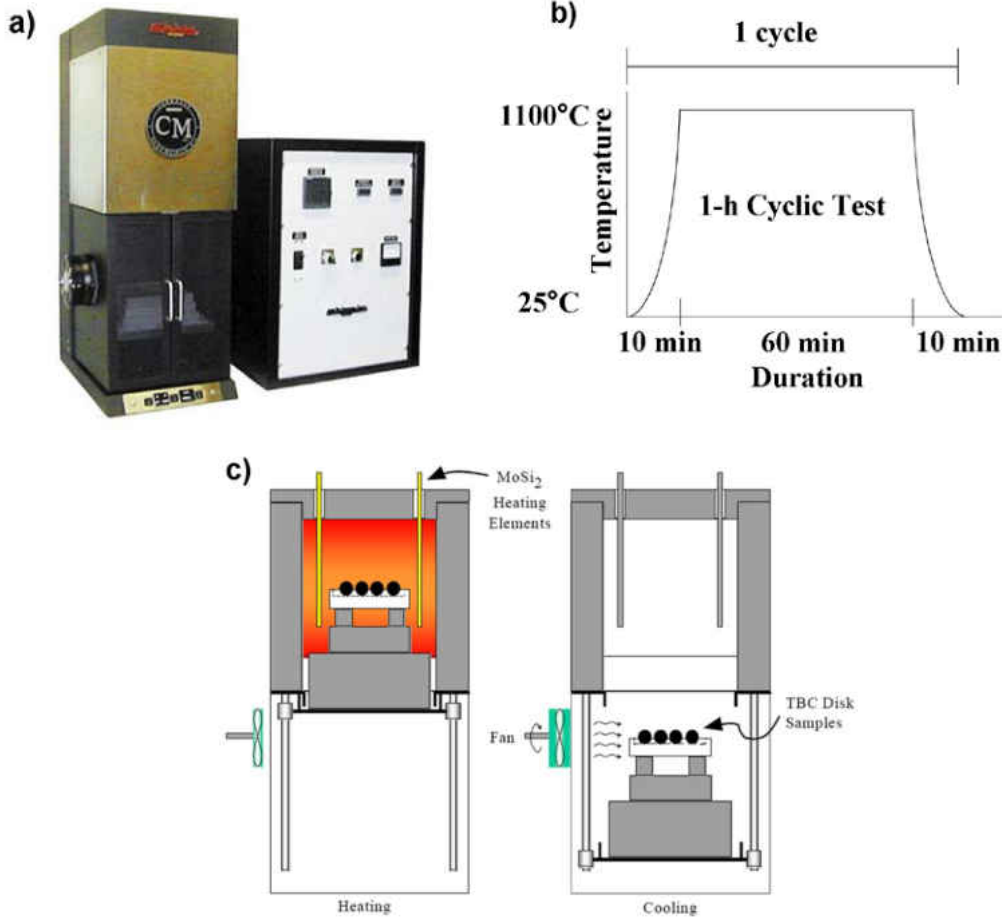 a)
CM
b)
1 cycle
1100°C
Temperature
1-h Cyclic Test
25°C
10 min
60 min
10 min
Duration
c)
MoSi₂
Heating
Elements
Fan
TBC Disk
Samples
Heating
Cooling